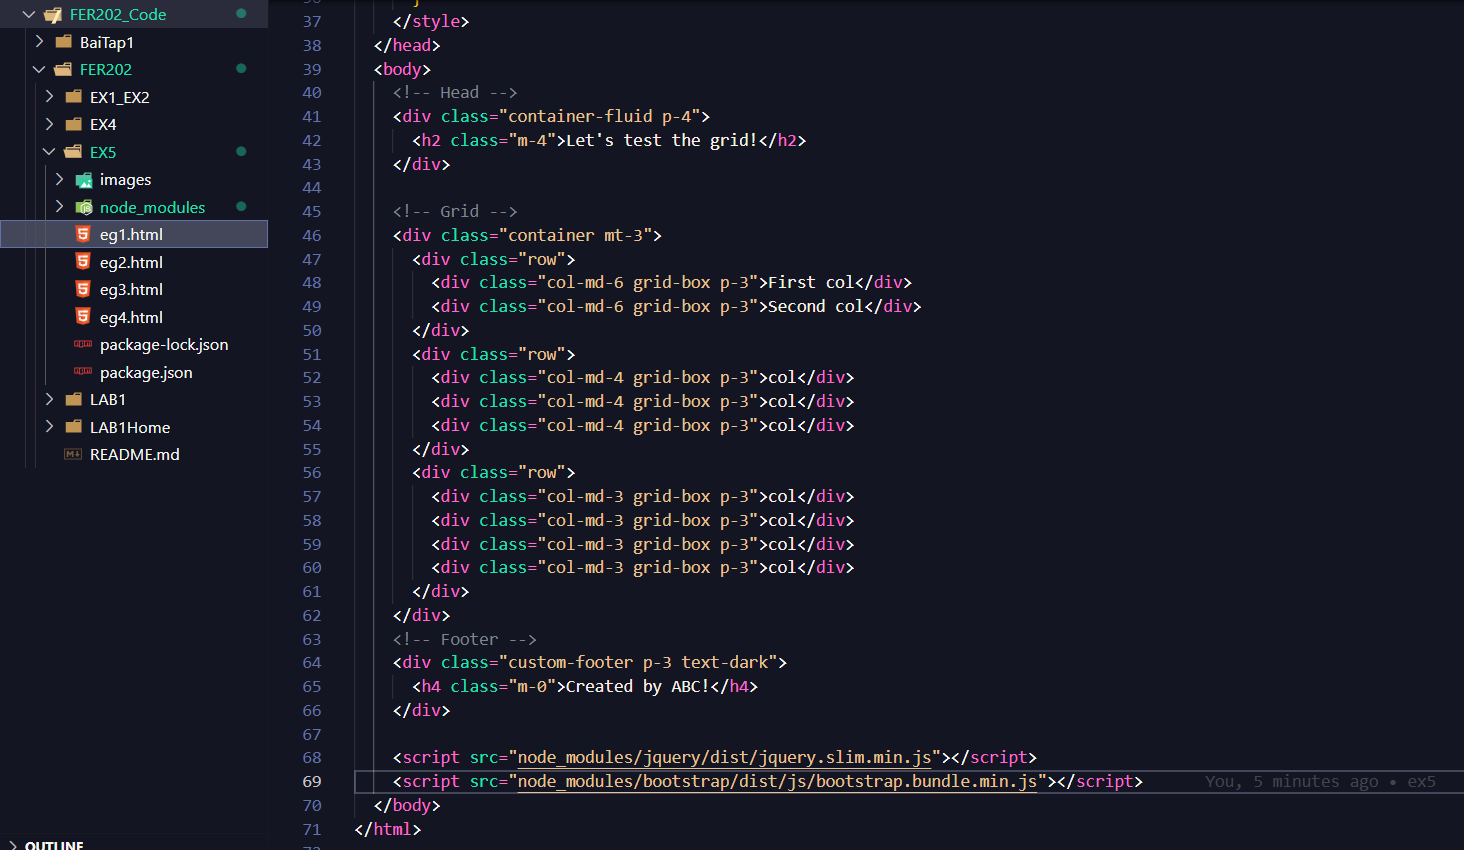 FER202_Code
BaiTap1
FER202
EX1_EX2
EX4
EX5
images
node_modules
eg1.html
eg2.html
eg3.html
eg4.html
package-lock.json
package.json
LAB1
LAB1Home
README.md
OUTLINE
37 </style>
38 </head>
39 <body>
40 <!-- Head -->
41 <div class="container-fluid p-4">
42 <h2 class="m-4">Let's test the grid!</h2>
43 </div>
44
45 <!-- Grid -->
46 <div class="container mt-3">
47 <div class="row">
48 <div class="col-md-6 grid-box p-3">First col</div>
49 <div class="col-md-6 grid-box p-3">Second col</div>
50 </div>
51 <div class="row">
52 <div class="col-md-4 grid-box p-3">col</div>
53 <div class="col-md-4 grid-box p-3">col</div>
54 <div class="col-md-4 grid-box p-3">col</div>
55 </div>
56 <div class="row">
57 <div class="col-md-3 grid-box p-3">col</div>
58 <div class="col-md-3 grid-box p-3">col</div>
59 <div class="col-md-3 grid-box p-3">col</div>
60 <div class="col-md-3 grid-box p-3">col</div>
61 </div>
62 </div>
63 <!-- Footer -->
64 <div class="custom-footer p-3 text-dark">
65 <h4 class="m-0">Created by ABC!</h4>
66 </div>
67
68 <script src="node_modules/jquery/dist/jquery.slim.min.js"></script>
69 <script src="node_modules/bootstrap/dist/js/bootstrap.bundle.min.js"></script> You, 5 minutes ago • ex5
70 </body>
71 </html>